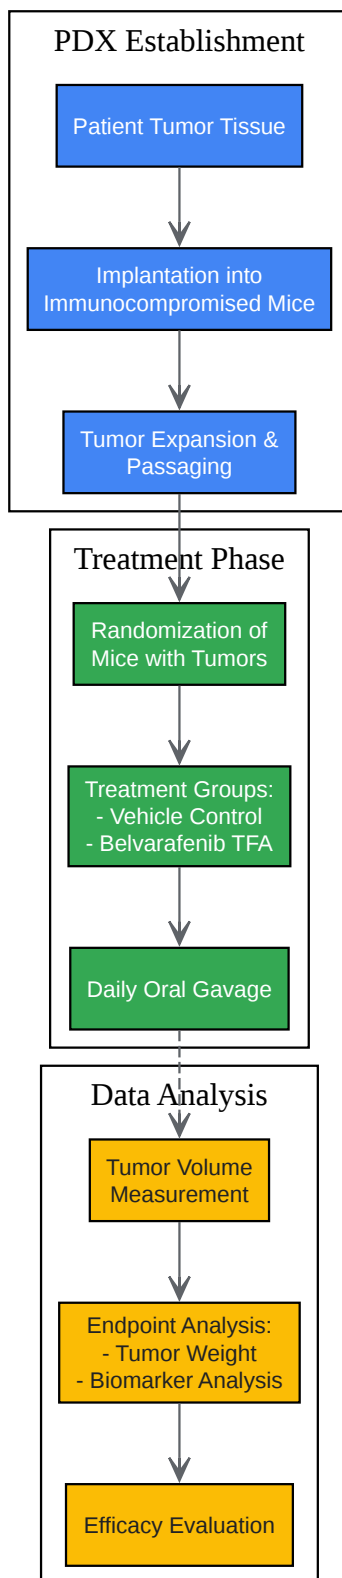 PDX Establishment
Patient Tumor Tissue
Implantation into
Immunocompromised Mice
Tumor Expansion &
Passaging
Treatment Phase
Randomization of
Mice with Tumors
Treatment Groups:
- Vehicle Control
- Belvarafenib TFA
Daily Oral Gavage
Data Analysis
Tumor Volume
Measurement
Endpoint Analysis:
- Tumor Weight
- Biomarker Analysis
Efficacy Evaluation